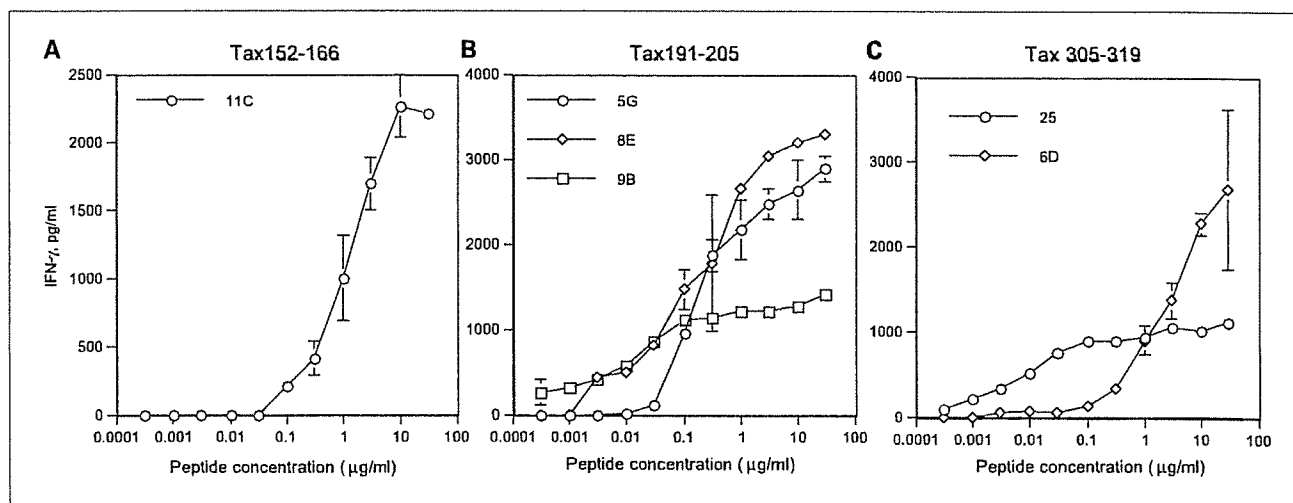 A
Tax152-166
2500
2000
1500
1000
500
0
IFN-γ, pg/ml
11C
0.0001 0.001 0.01 0.1 1 10 100
Peptide concentration ( μg/ml)
B
Tax191-205
4000
3000
2000
1000
0
5G
8E
9B
0.0001 0.001 0.01 0.1 1 10 100
Peptide concentration ( μg/ml)
C
Tax 305-319
4000
3000
2000
1000
0
25
6D
0.0001 0.001 0.01 0.1 1 10 100
Peptide concentration ( μg/ml)